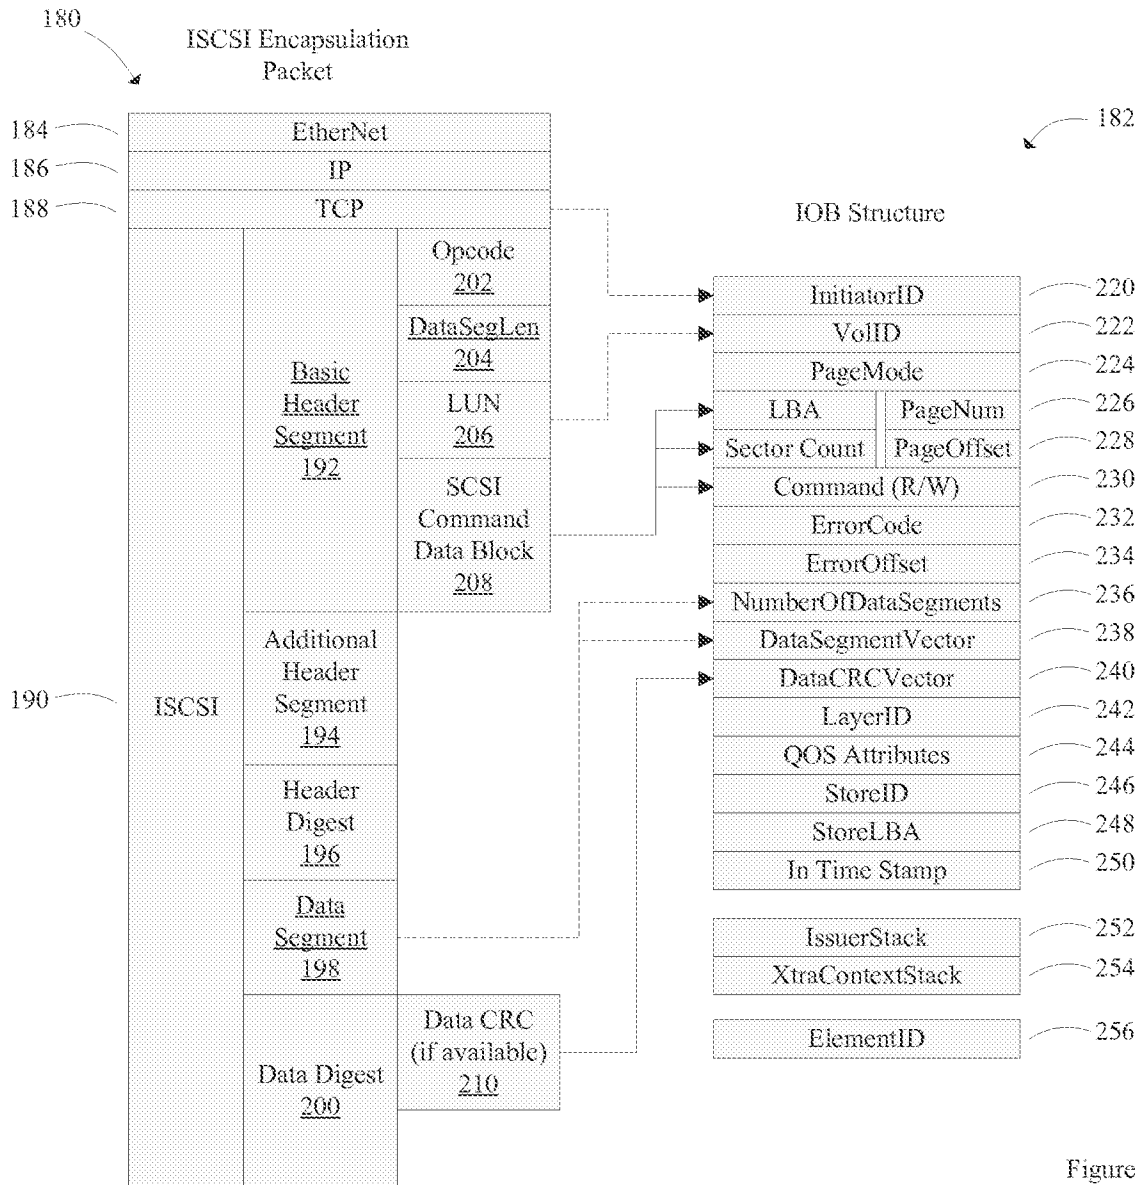 180
ISCSI Encapsulation
Packet
184
EtherNet
186
IP
188
TCP
190
ISCSI
Basic
Header
Segment
192
Opcode
202
DataSegLen
204
LUN
206
SCSI
Command
Data Block
208
Additional
Header
Segment
194
Header
Digest
196
Data
Segment
198
Data Digest
200
Data CRC
(if available)
210
182
IOB Structure
InitiatorID 220
VolID 222
PageMode 224
LBA PageNum 226
Sector Count PageOffset 228
Command (R/W) 230
ErrorCode 232
ErrorOffset 234
NumberOfDataSegments 236
DataSegmentVector 238
DataCRCVector 240
LayerID 242
QOS Attributes 244
StoreID 246
StoreLBA 248
In Time Stamp 250
IssuerStack 252
XtraContextStack 254
ElementID 256
Figure